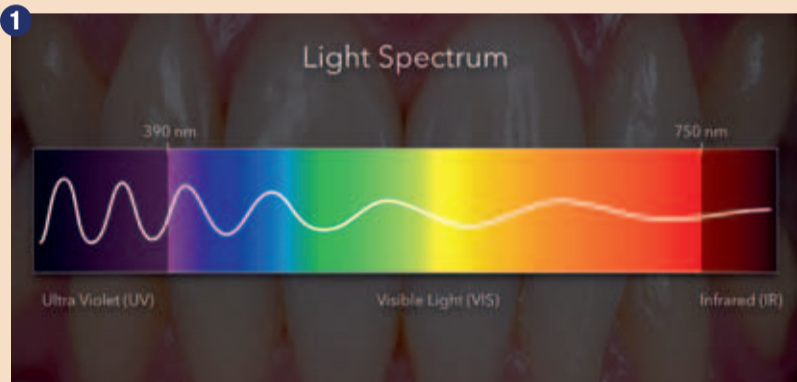 1
Light Spectrum
390 nm
750 nm
Ultra Violet (UV)
Visible Light (VIS)
Infrared (IR)